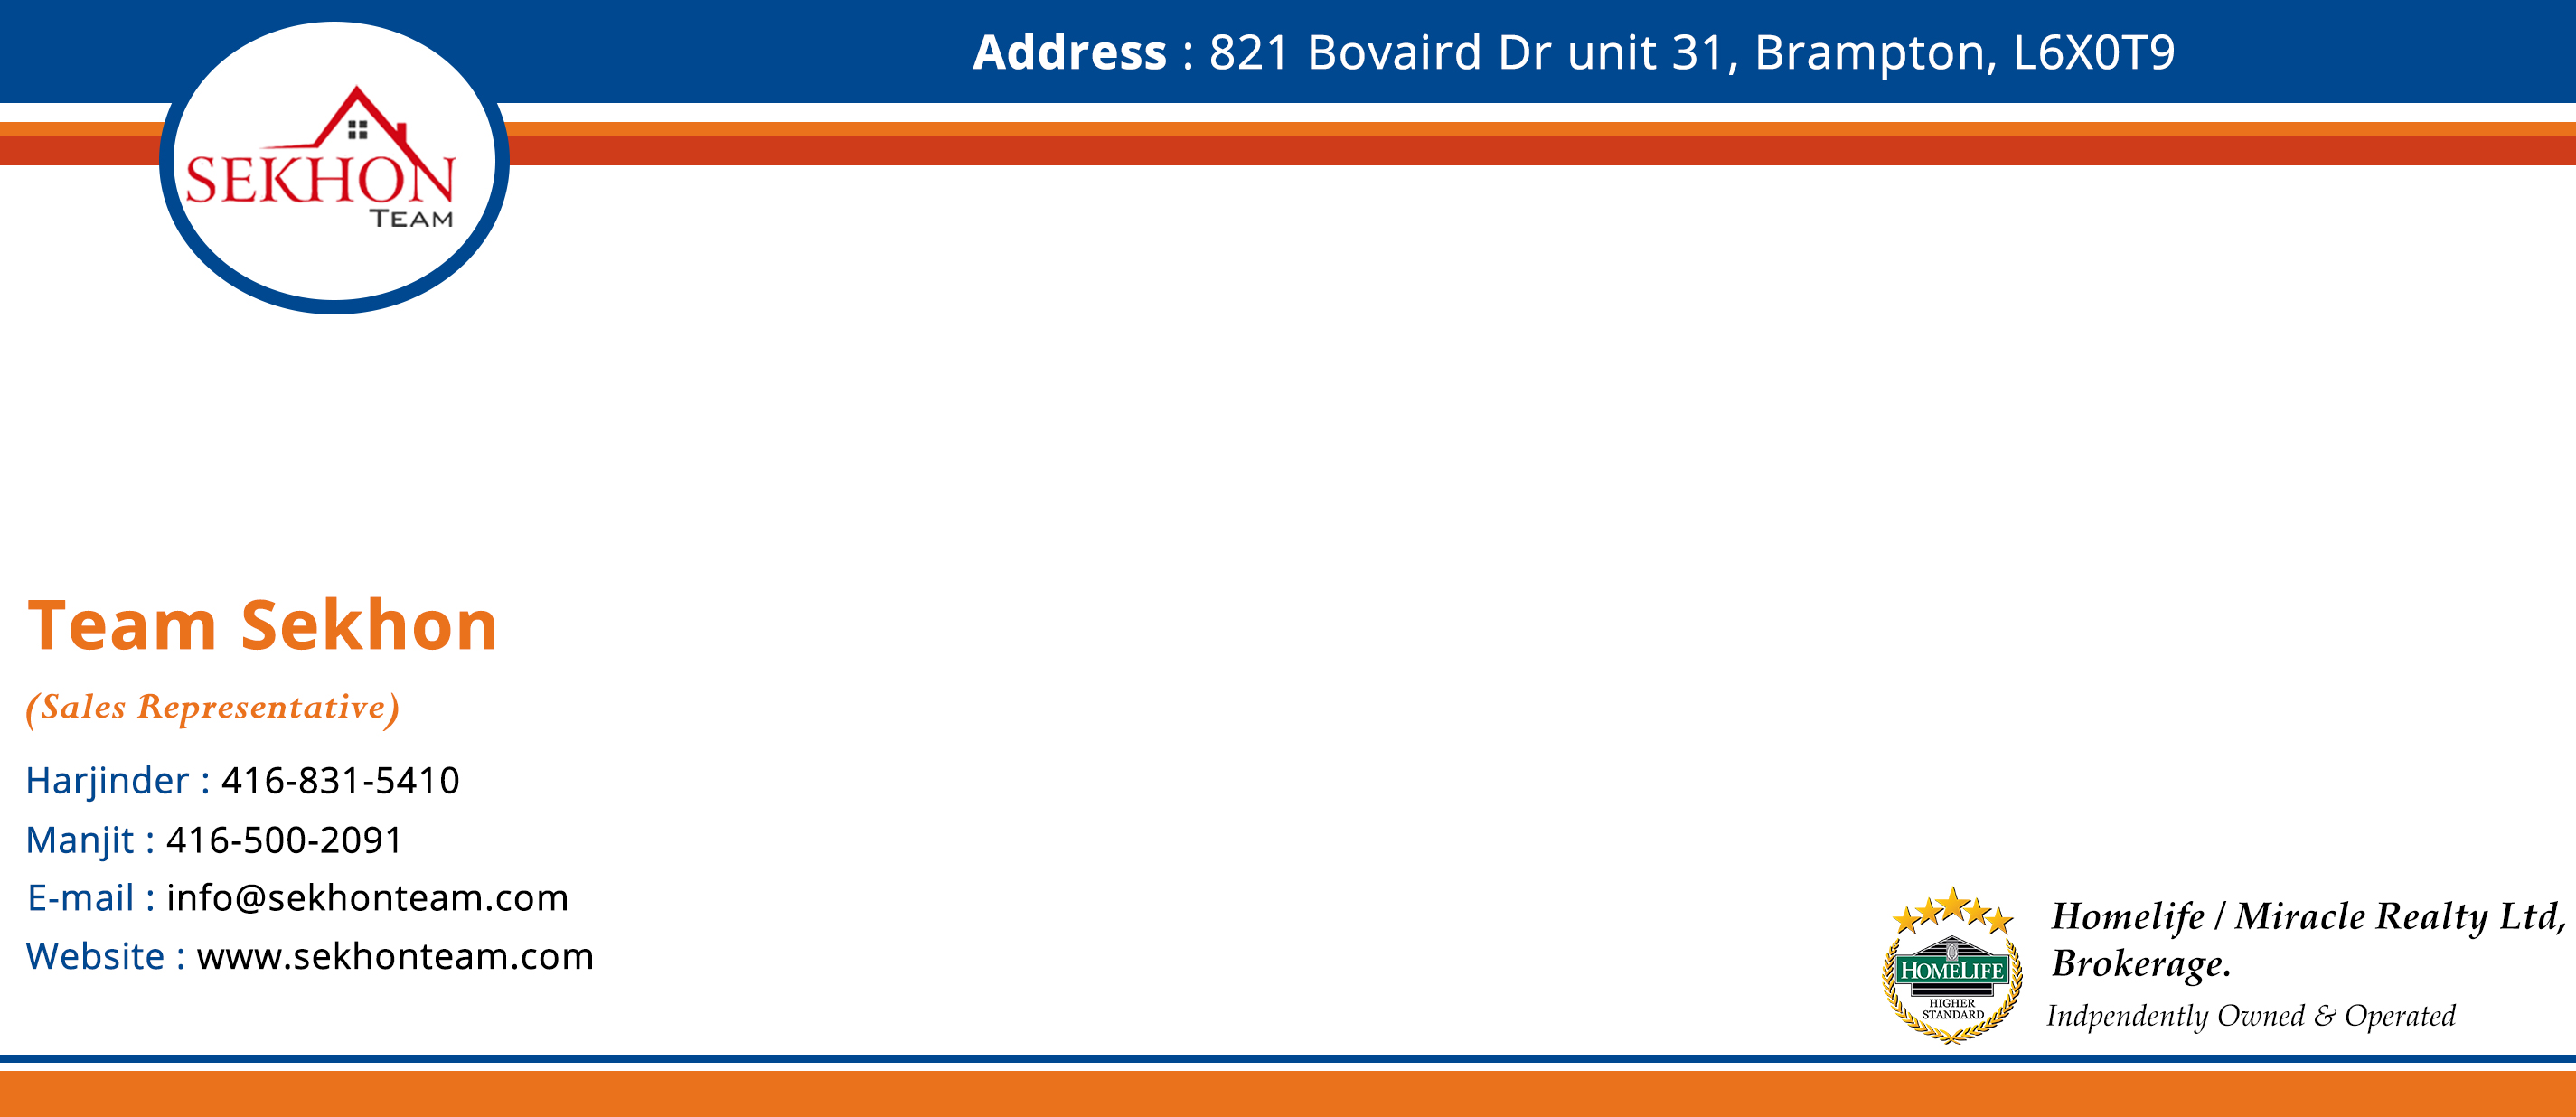 Address : 821 Bovaird Dr unit 31, Brampton, L6X0T9
SEKHON
TEAM
Team Sekhon
(Sales Representative)
Harjinder : 416-831-5410
Manjit : 416-500-2091
E-mail : info@sekhonteam.com
Website : www.sekhonteam.com
HOMELIFE
HIGHER
STANDARD
Homelife / Miracle Realty Ltd,
Brokerage.
Indpendently Owned & Operated